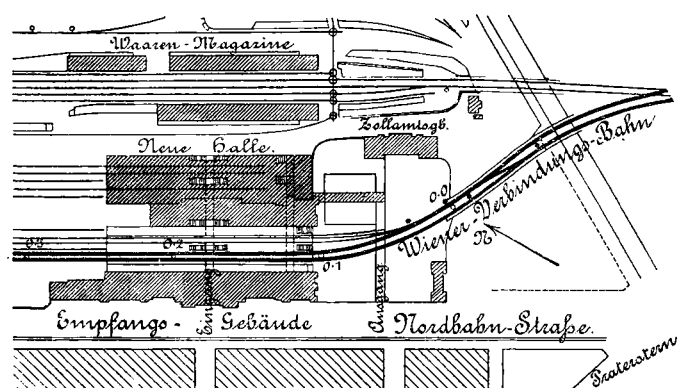 Waaren-Magazine
Zollamtsgb.
Neue Halle.
0.0
Wiener-Verbindungs-Bahn
N
0.3
0.2
0.1
Eingang
Ausgang
Empfangs-Gebäude
Nordbahn-Straße.
Praterstern